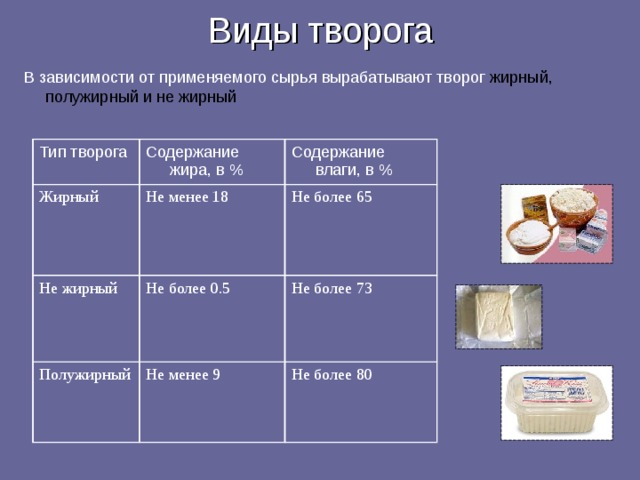 Виды творога
В зависимости от применяемого сырья вырабатывают творог жирный,
полужирный и не жирный
Тип творога
Содержание
жира, в %
Содержание
влаги, в %
Жирный
Не менее 18
Не более 65
Не жирный
Не более 0.5
Не более 73
Полужирный
Не менее 9
Не более 80